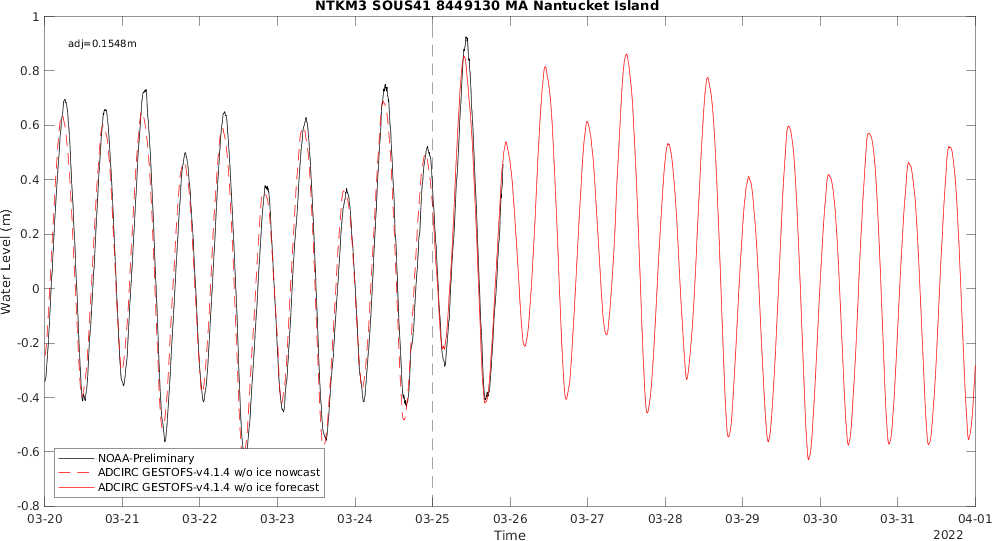 NTKM3 SOUS41 8449130 MA Nantucket Island
adj=0.1548m
Water Level (m)
1
0.8
0.6
0.4
0.2
0
-0.2
-0.4
-0.6
-0.8
NOAA-Preliminary
ADCIRC GESTOFS-v4.1.4 w/o ice nowcast
ADCIRC GESTOFS-v4.1.4 w/o ice forecast
03-20 03-21 03-22 03-23 03-24 03-25 03-26 03-27 03-28 03-29 03-30 03-31 04-01
Time
2022